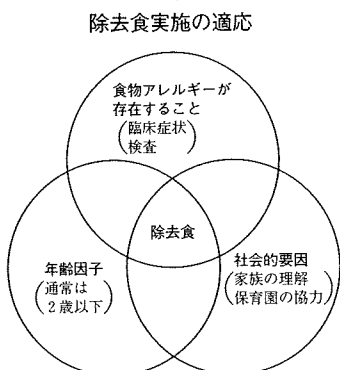 除去食実施の適応
食物アレルギーが
存在すること
(臨床症状
検査)
除去食
年齢因子
(通常は
2歳以下)
社会的要因
(家族の理解
保育園の協力)